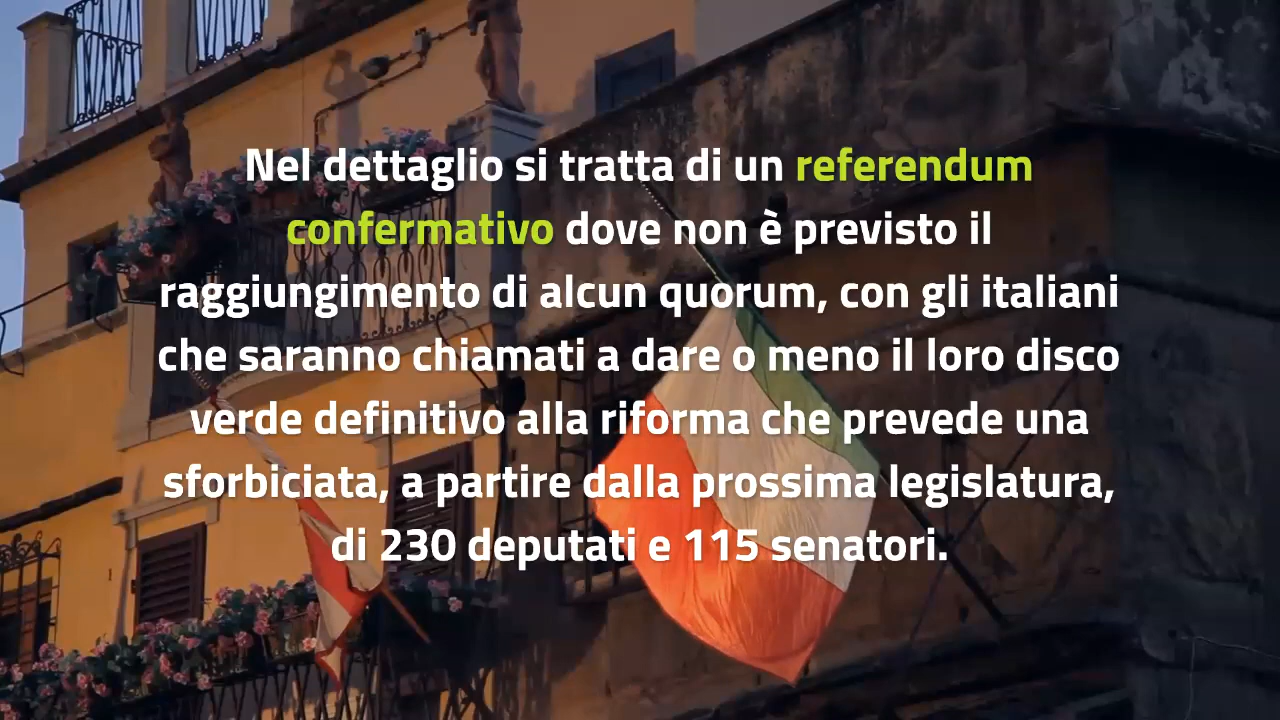 Nel dettaglio si tratta di un referendum
confermativo dove non è previsto il
raggiungimento di alcun quorum, con gli italiani
che saranno chiamati a dare o meno il loro disco
verde definitivo alla riforma che prevede una
sforbiciata, a partire dalla prossima legislatura,
di 230 deputati e 115 senatori.